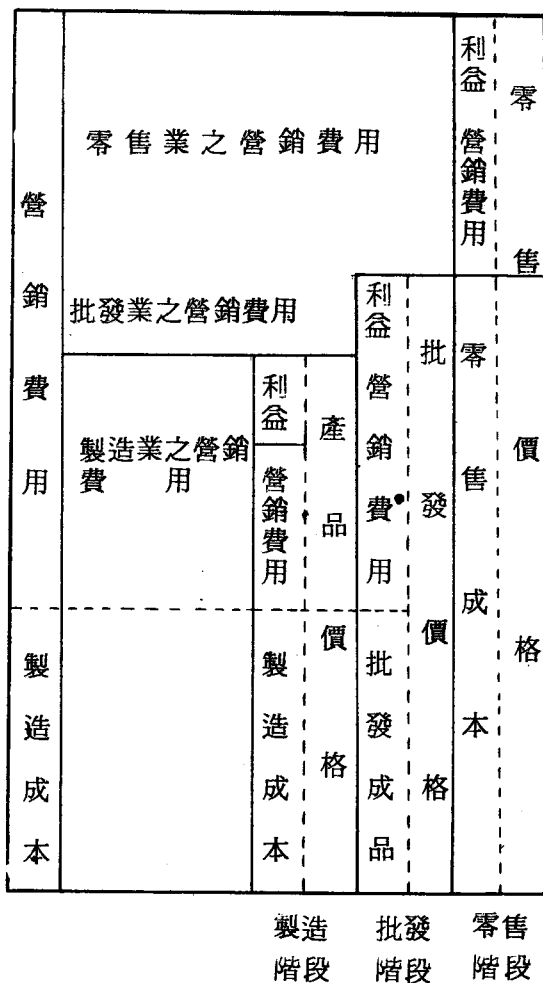 營銷費用
製造成本
零售業之營銷費用
批發業之營銷費用
製造業之營銷
費用
利益
營銷費用
製造成本
產品價格
利益
營銷費用
批發成品
批發價格
利益
營銷費用
零售成本
零售價格
製造
階段
批發
階段
零售
階段